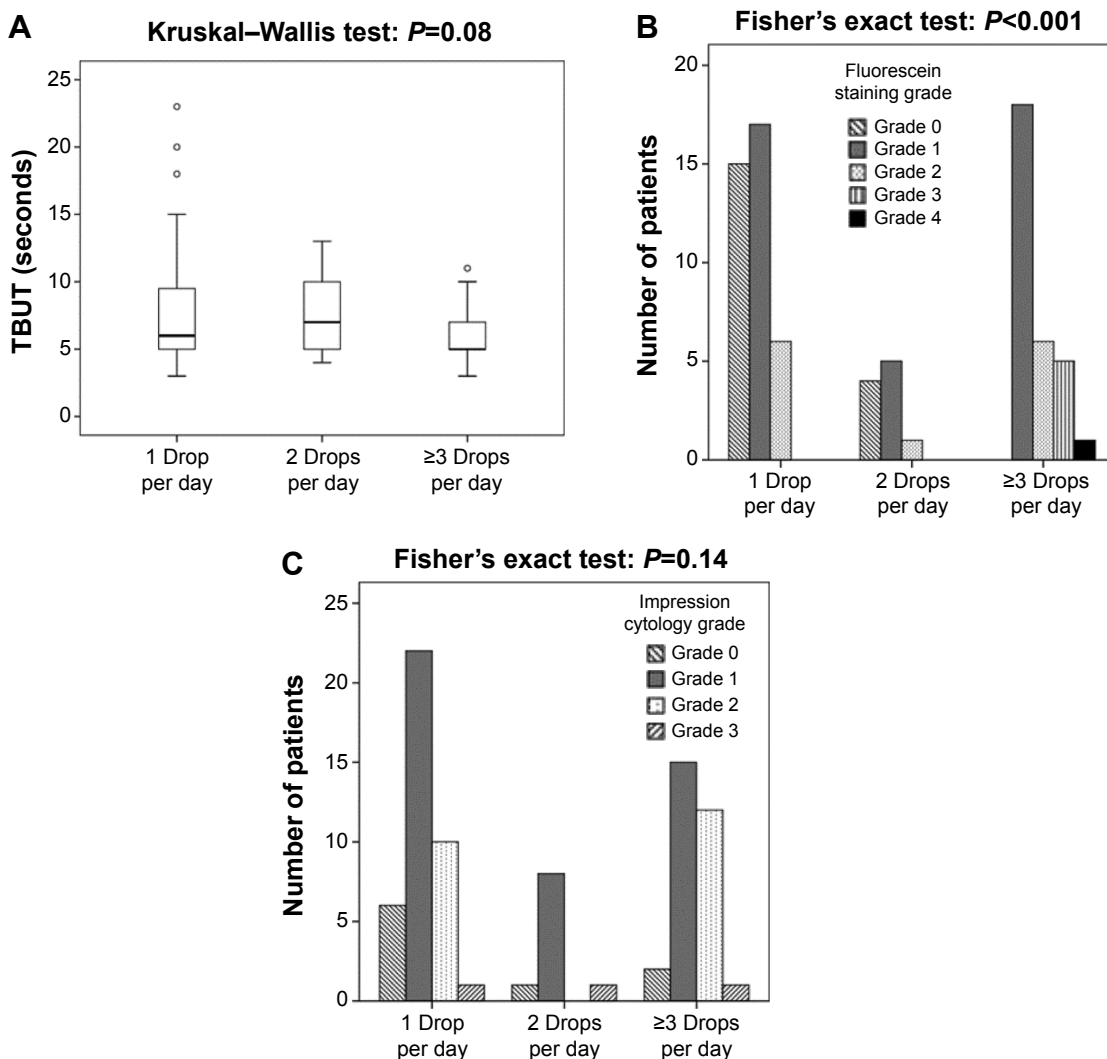 A
Kruskal–Wallis test: P=0.08
TBUT (seconds)
25
20
15
10
5
0
1 Drop
per day
2 Drops
per day
≥3 Drops
per day
B
Fisher’s exact test: P<0.001
Number of patients
20
15
10
5
0
Fluorescein
staining grade
Grade 0
Grade 1
Grade 2
Grade 3
Grade 4
1 Drop
per day
2 Drops
per day
≥3 Drops
per day
C
Fisher’s exact test: P=0.14
Number of patients
25
20
15
10
5
0
Impression
cytology grade
Grade 0
Grade 1
Grade 2
Grade 3
1 Drop
per day
2 Drops
per day
≥3 Drops
per day